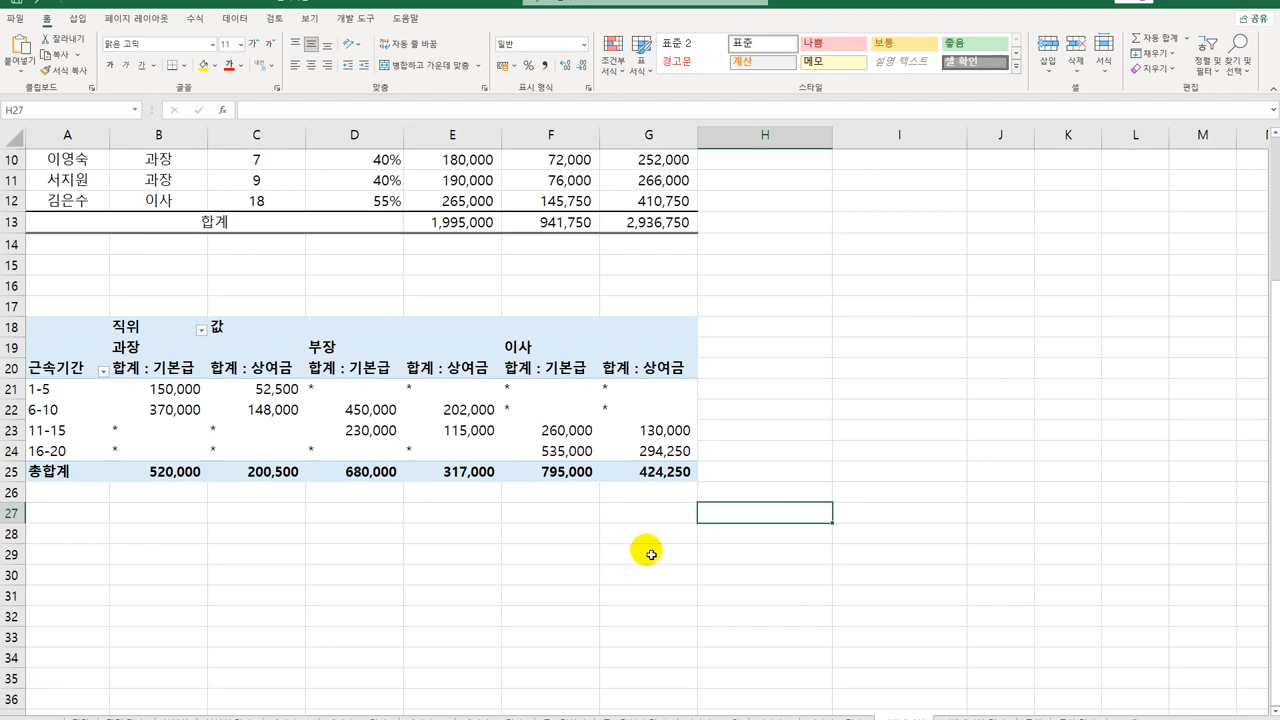 파일 홈 삽입 페이지 레이아웃 수식 데이터 검토 보기 개발 도구 도움말 공유
붙여넣기 잘라내기 복사 서식 복사 클립보드
맑은 고딕 11 가 가 가 가 가 글꼴
자동 줄 바꿈 병합하고 가운데 맞춤 맞춤
일반 % 표시 형식
조건부 서식 표 서식 표준 2 표준 나쁨 보통 좋음
경고문 계산 메모 설명 텍스트 셀 확인 스타일
삽입 삭제 서식 셀
자동 합계 채우기 지우기 정렬 및 필터 찾기 및 선택 편집
H27 fx
A B C D E F G H I J K L M
10 이영숙 과장 7 40% 180,000 72,000 252,000
11 서지원 과장 9 40% 190,000 76,000 266,000
12 김은수 이사 18 55% 265,000 145,750 410,750
13 합계 1,995,000 941,750 2,936,750
14
15
16
17
18 직위 값
19 과장 부장 이사
20 근속기간 합계 : 기본급 합계 : 상여금 합계 : 기본급 합계 : 상여금 합계 : 기본급 합계 : 상여금
21 1-5 150,000 52,500 * * * *
22 6-10 370,000 148,000 450,000 202,000 * *
23 11-15 * * 230,000 115,000 260,000 130,000
24 16-20 * * * * 535,000 294,250
25 총합계 520,000 200,500 680,000 317,000 795,000 424,250
26
27
28
29
30
31
32
33
34
35
36